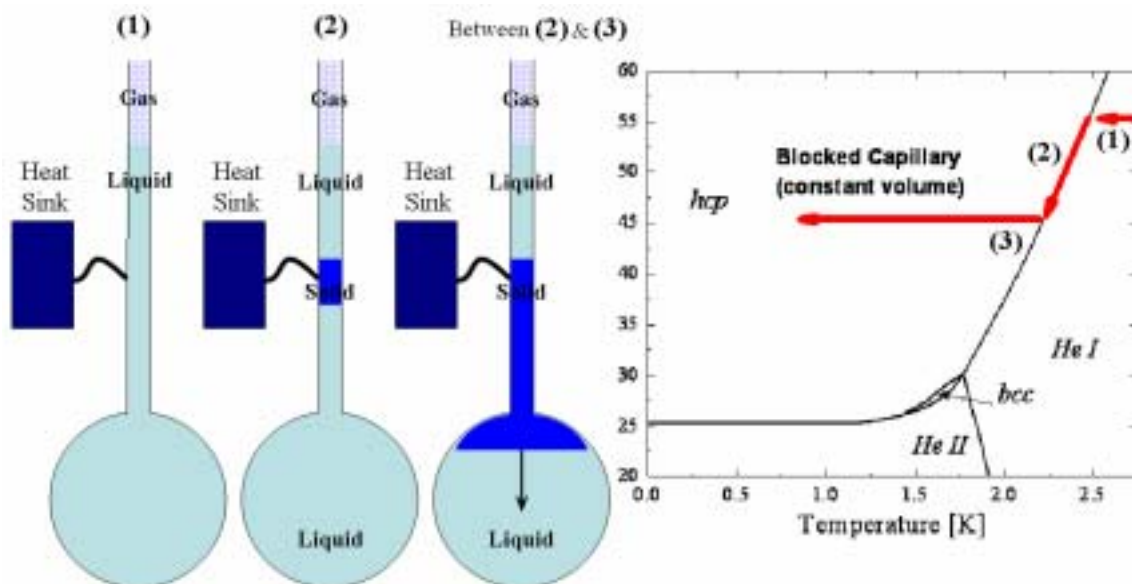 (1)
(2)
Between (2) & (3)
Gas
Gas
Gas
Liquid
Liquid
Liquid
Heat
Sink
Heat
Sink
Heat
Sink
Solid
Solid
Liquid
Liquid
60
55
50
45
40
35
30
25
20
(1)
(2)
Blocked Capillary
(constant volume)
hcp
(3)
He I
bcc
He II
0.0
0.5
1.0
1.5
2.0
2.5
Temperature [K]